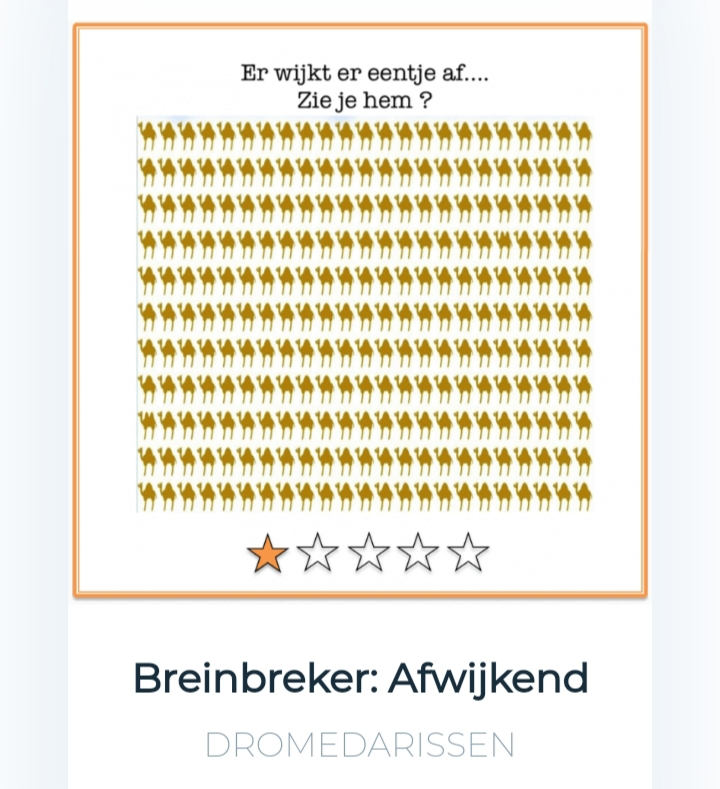 Er wijkt er eentje af....
Zie je hem ?
Breinbreker: Afwijkend
DROMEDARISSEN